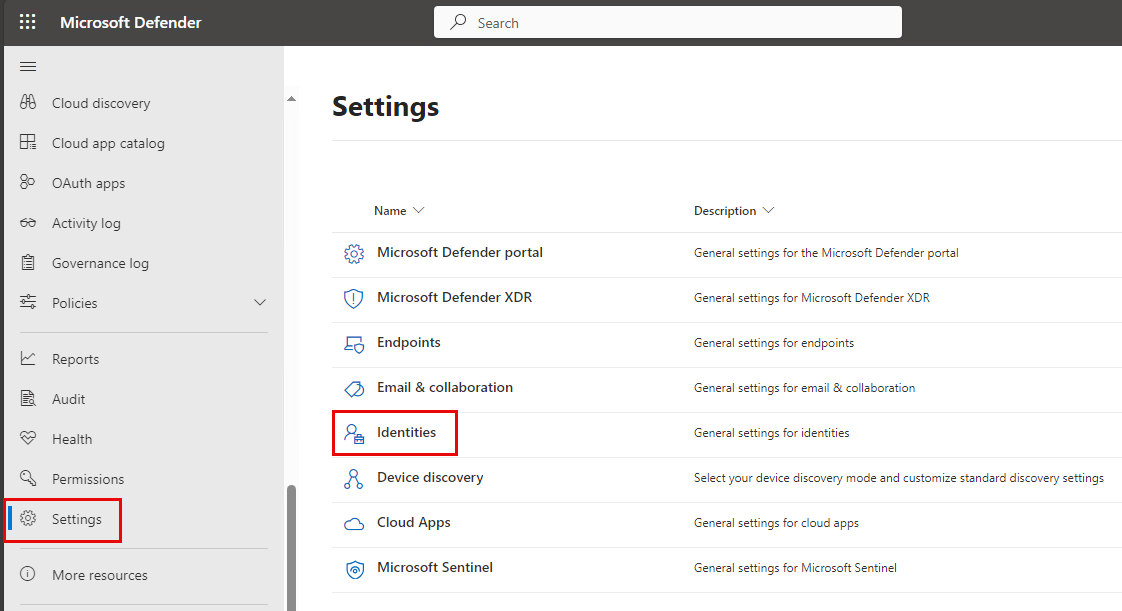 Microsoft Defender
Search
Cloud discovery
Cloud app catalog
OAuth apps
Activity log
Governance log
Policies
Reports
Audit
Health
Permissions
Settings
More resources
Settings
Name Description
Microsoft Defender portal General settings for the Microsoft Defender portal
Microsoft Defender XDR General settings for Microsoft Defender XDR
Endpoints General settings for endpoints
Email & collaboration General settings for email & collaboration
Identities General settings for identities
Device discovery Select your device discovery mode and customize standard discovery settings
Cloud Apps General settings for cloud apps
Microsoft Sentinel General settings for Microsoft Sentinel